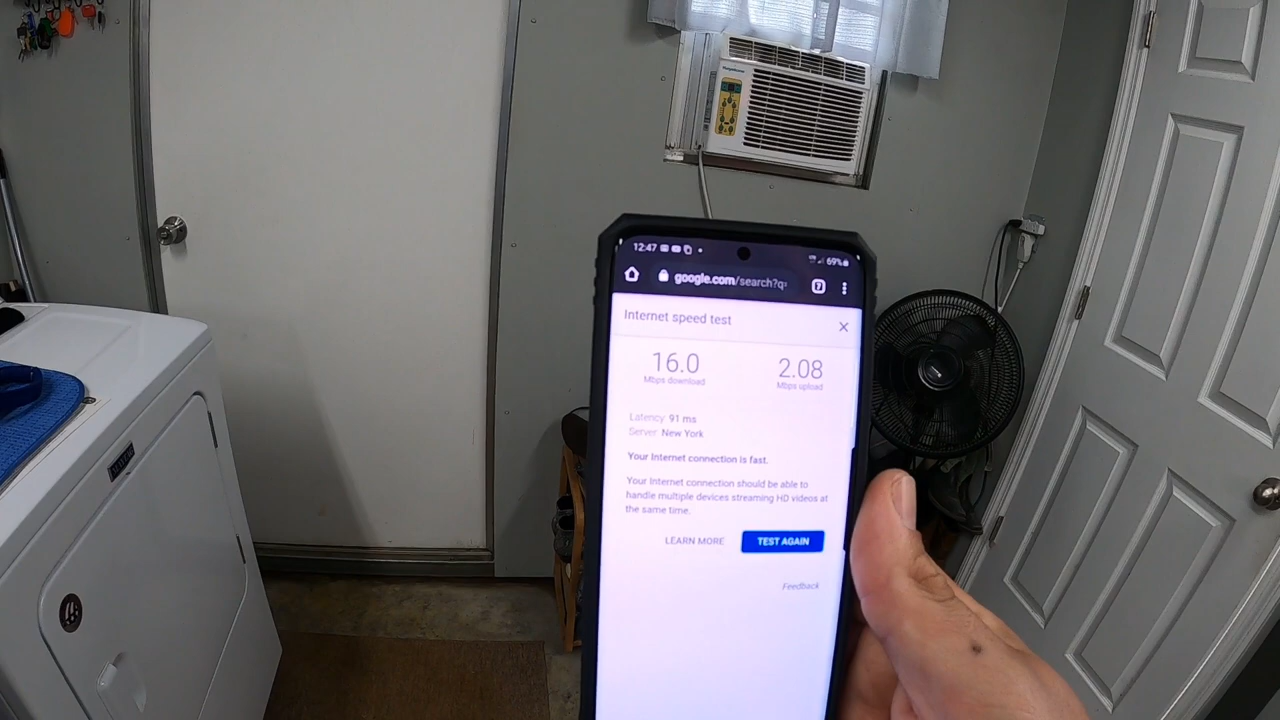 12:47
69%
google.com/search?q=
7
Internet speed test
16.0
Mbps download
2.08
Mbps upload
Latency: 91 ms
Server: New York
Your Internet connection is fast.
Your Internet connection should be able to
handle multiple devices streaming HD videos at
the same time.
LEARN MORE
TEST AGAIN
Feedback